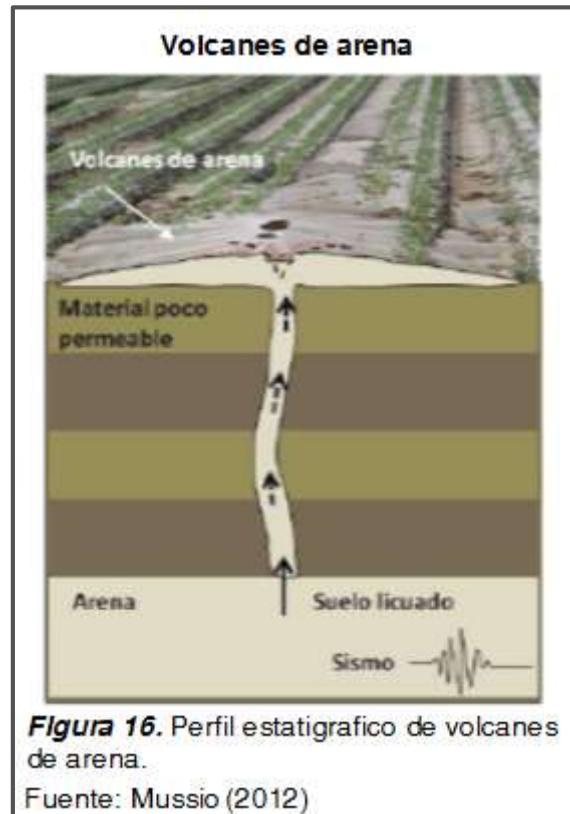 Volcanes de arena
Volcanes de arena
Material poco
permeable
Arena
Suelo licuado
Sismo
Figura 16. Perfil estatigrafico de volcanes
de arena.
Fuente: Mussio (2012)